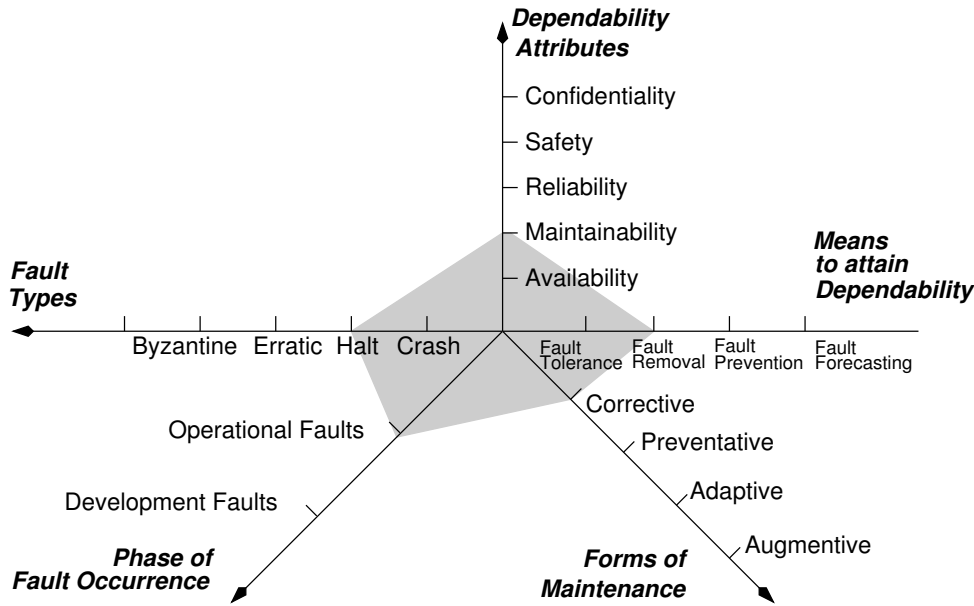 Dependability
Attributes
Confidentiality
Safety
Reliability
Maintainability
Availability
Means
to attain
Dependability
Fault
Types
Byzantine Erratic Halt Crash
Fault
Tolerance
Fault
Removal
Fault
Prevention
Fault
Forecasting
Corrective
Preventative
Adaptive
Augmentive
Operational Faults
Development Faults
Phase of
Fault Occurrence
Forms of
Maintenance